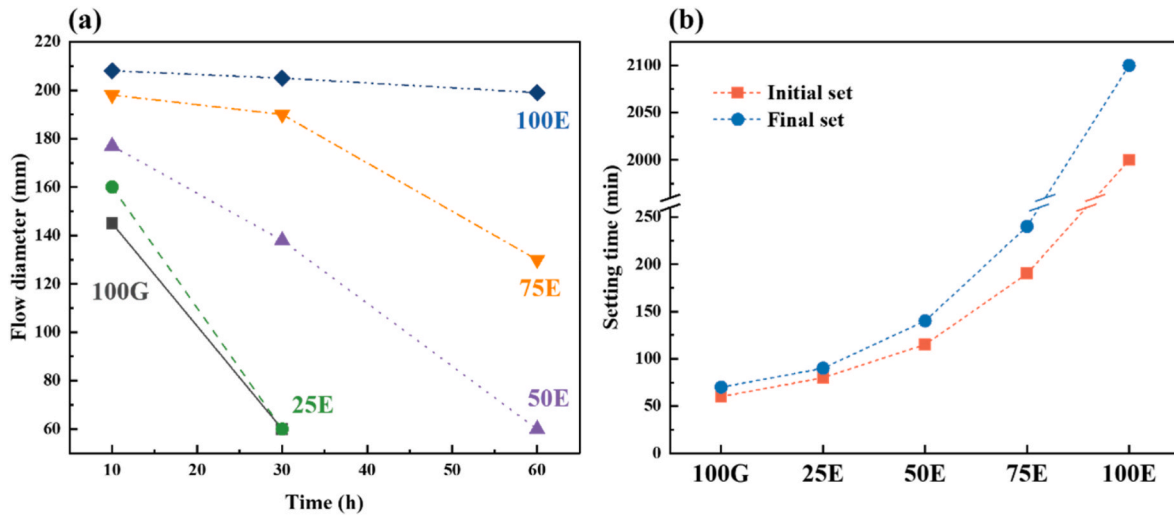 (a)
220
200
180
160
140
120
100
80
60
Flow diameter (mm)
100E
75E
100G
25E
50E
10 20 30 40 50 60
Time (h)
(b)
2100
2050
2000
250
200
150
100
50
0
Setting time (min)
Initial set
Final set
100G 25E 50E 75E 100E